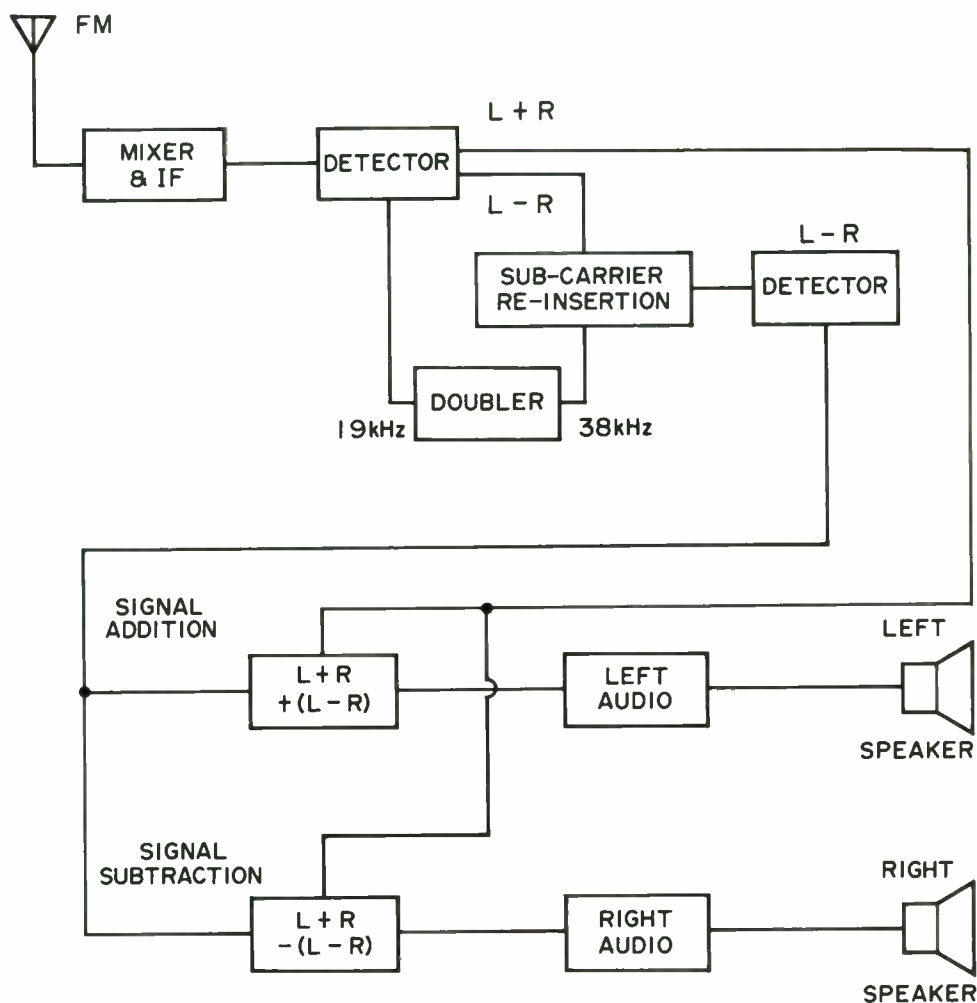 FM
MIXER
& IF
DETECTOR
L + R
L - R
SUB-CARRIER
RE-INSERTION
L - R
DETECTOR
DOUBLER
19kHz
38kHz
SIGNAL
ADDITION
L + R
+ (L - R)
LEFT
AUDIO
LEFT
SPEAKER
SIGNAL
SUBTRACTION
L + R
- (L - R)
RIGHT
AUDIO
RIGHT
SPEAKER